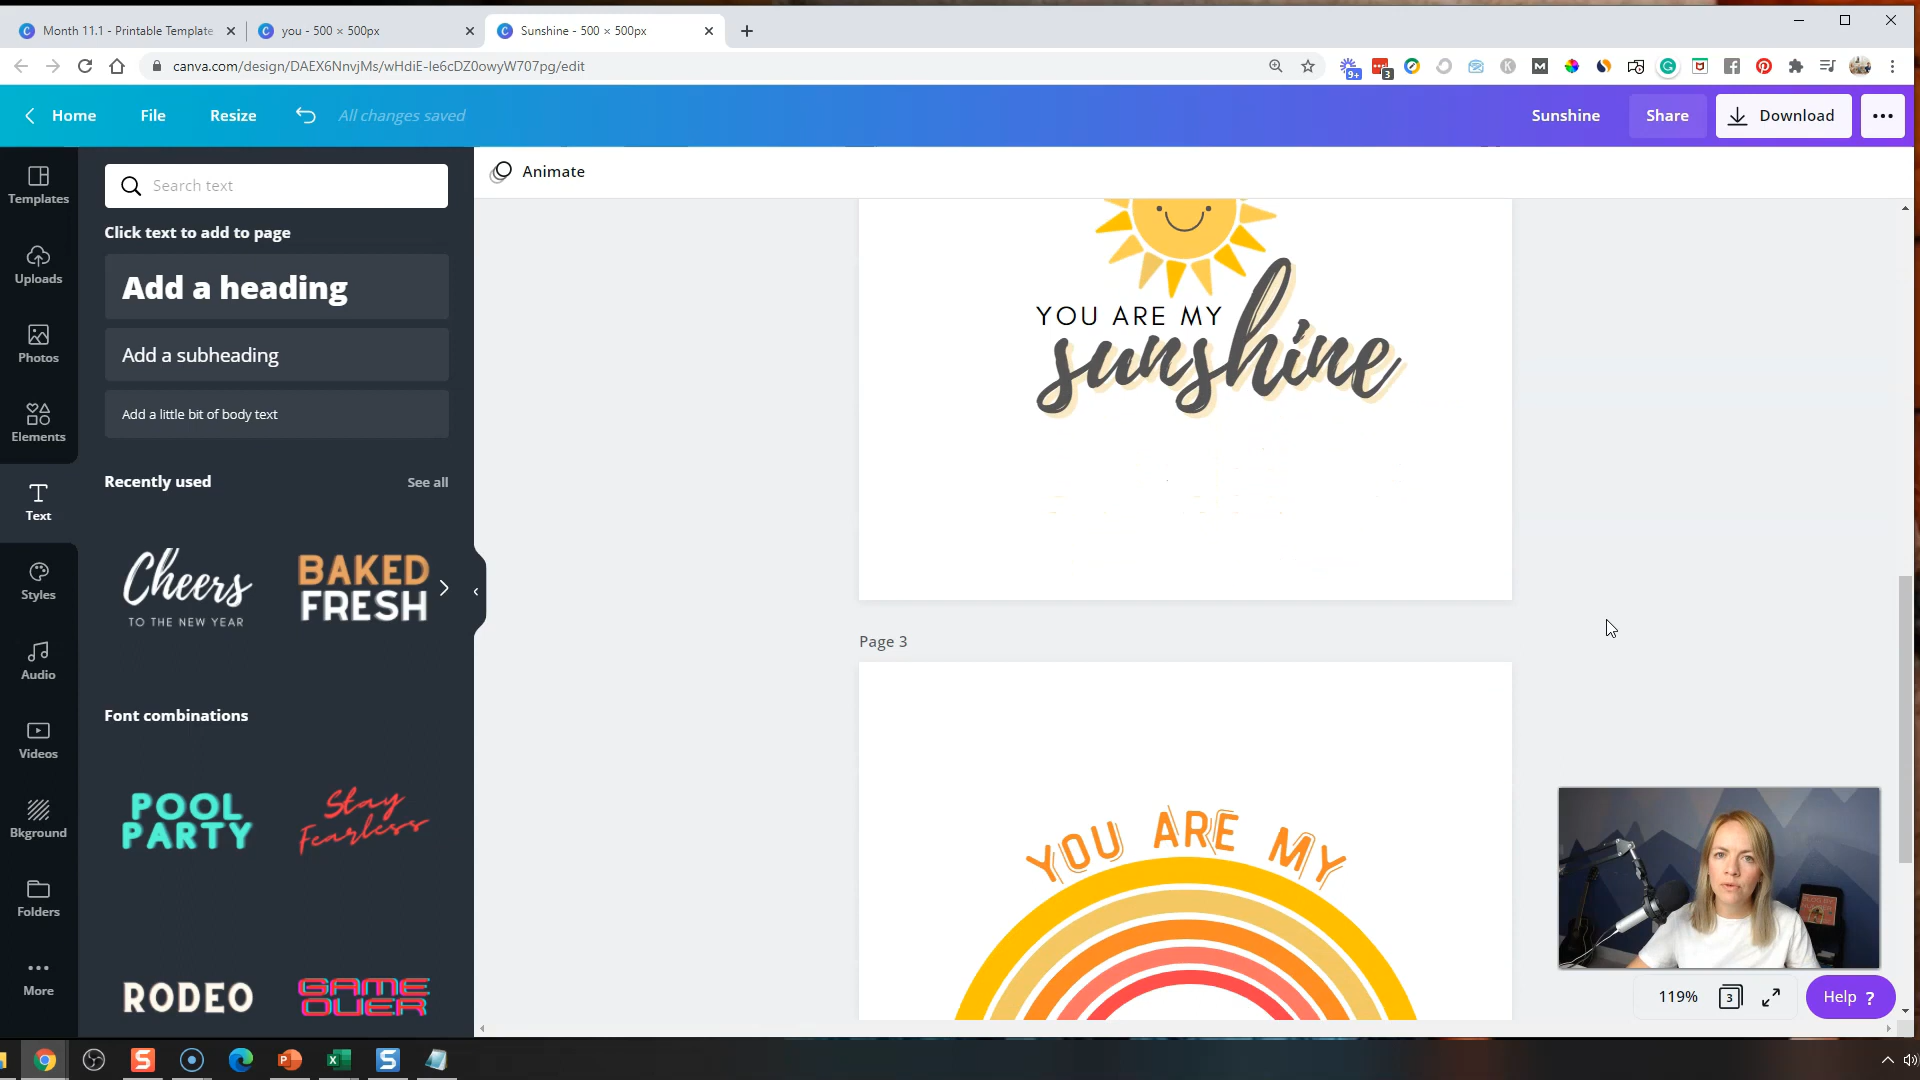 Month 11.1 - Printable Template
you - 500 × 500px
Sunshine - 500 × 500px
canva.com/design/DAEX6NnvjMs/wHdiE-Ie6cDZ0owyW707pg/edit
9+
3
Home
File
Resize
All changes saved
Sunshine
Share
Download
Templates
Uploads
Photos
Elements
Text
Styles
Audio
Videos
Bkground
Folders
More
Search text
Click text to add to page
Add a heading
Add a subheading
Add a little bit of body text
Recently used
See all
Cheers
TO THE NEW YEAR
BAKED
FRESH
Font combinations
POOL
PARTY
Stay
Fearless
RODEO
GAME
OVER
Animate
YOU ARE MY
sunshine
Page 3
YOU ARE MY
119%
3
Help ?